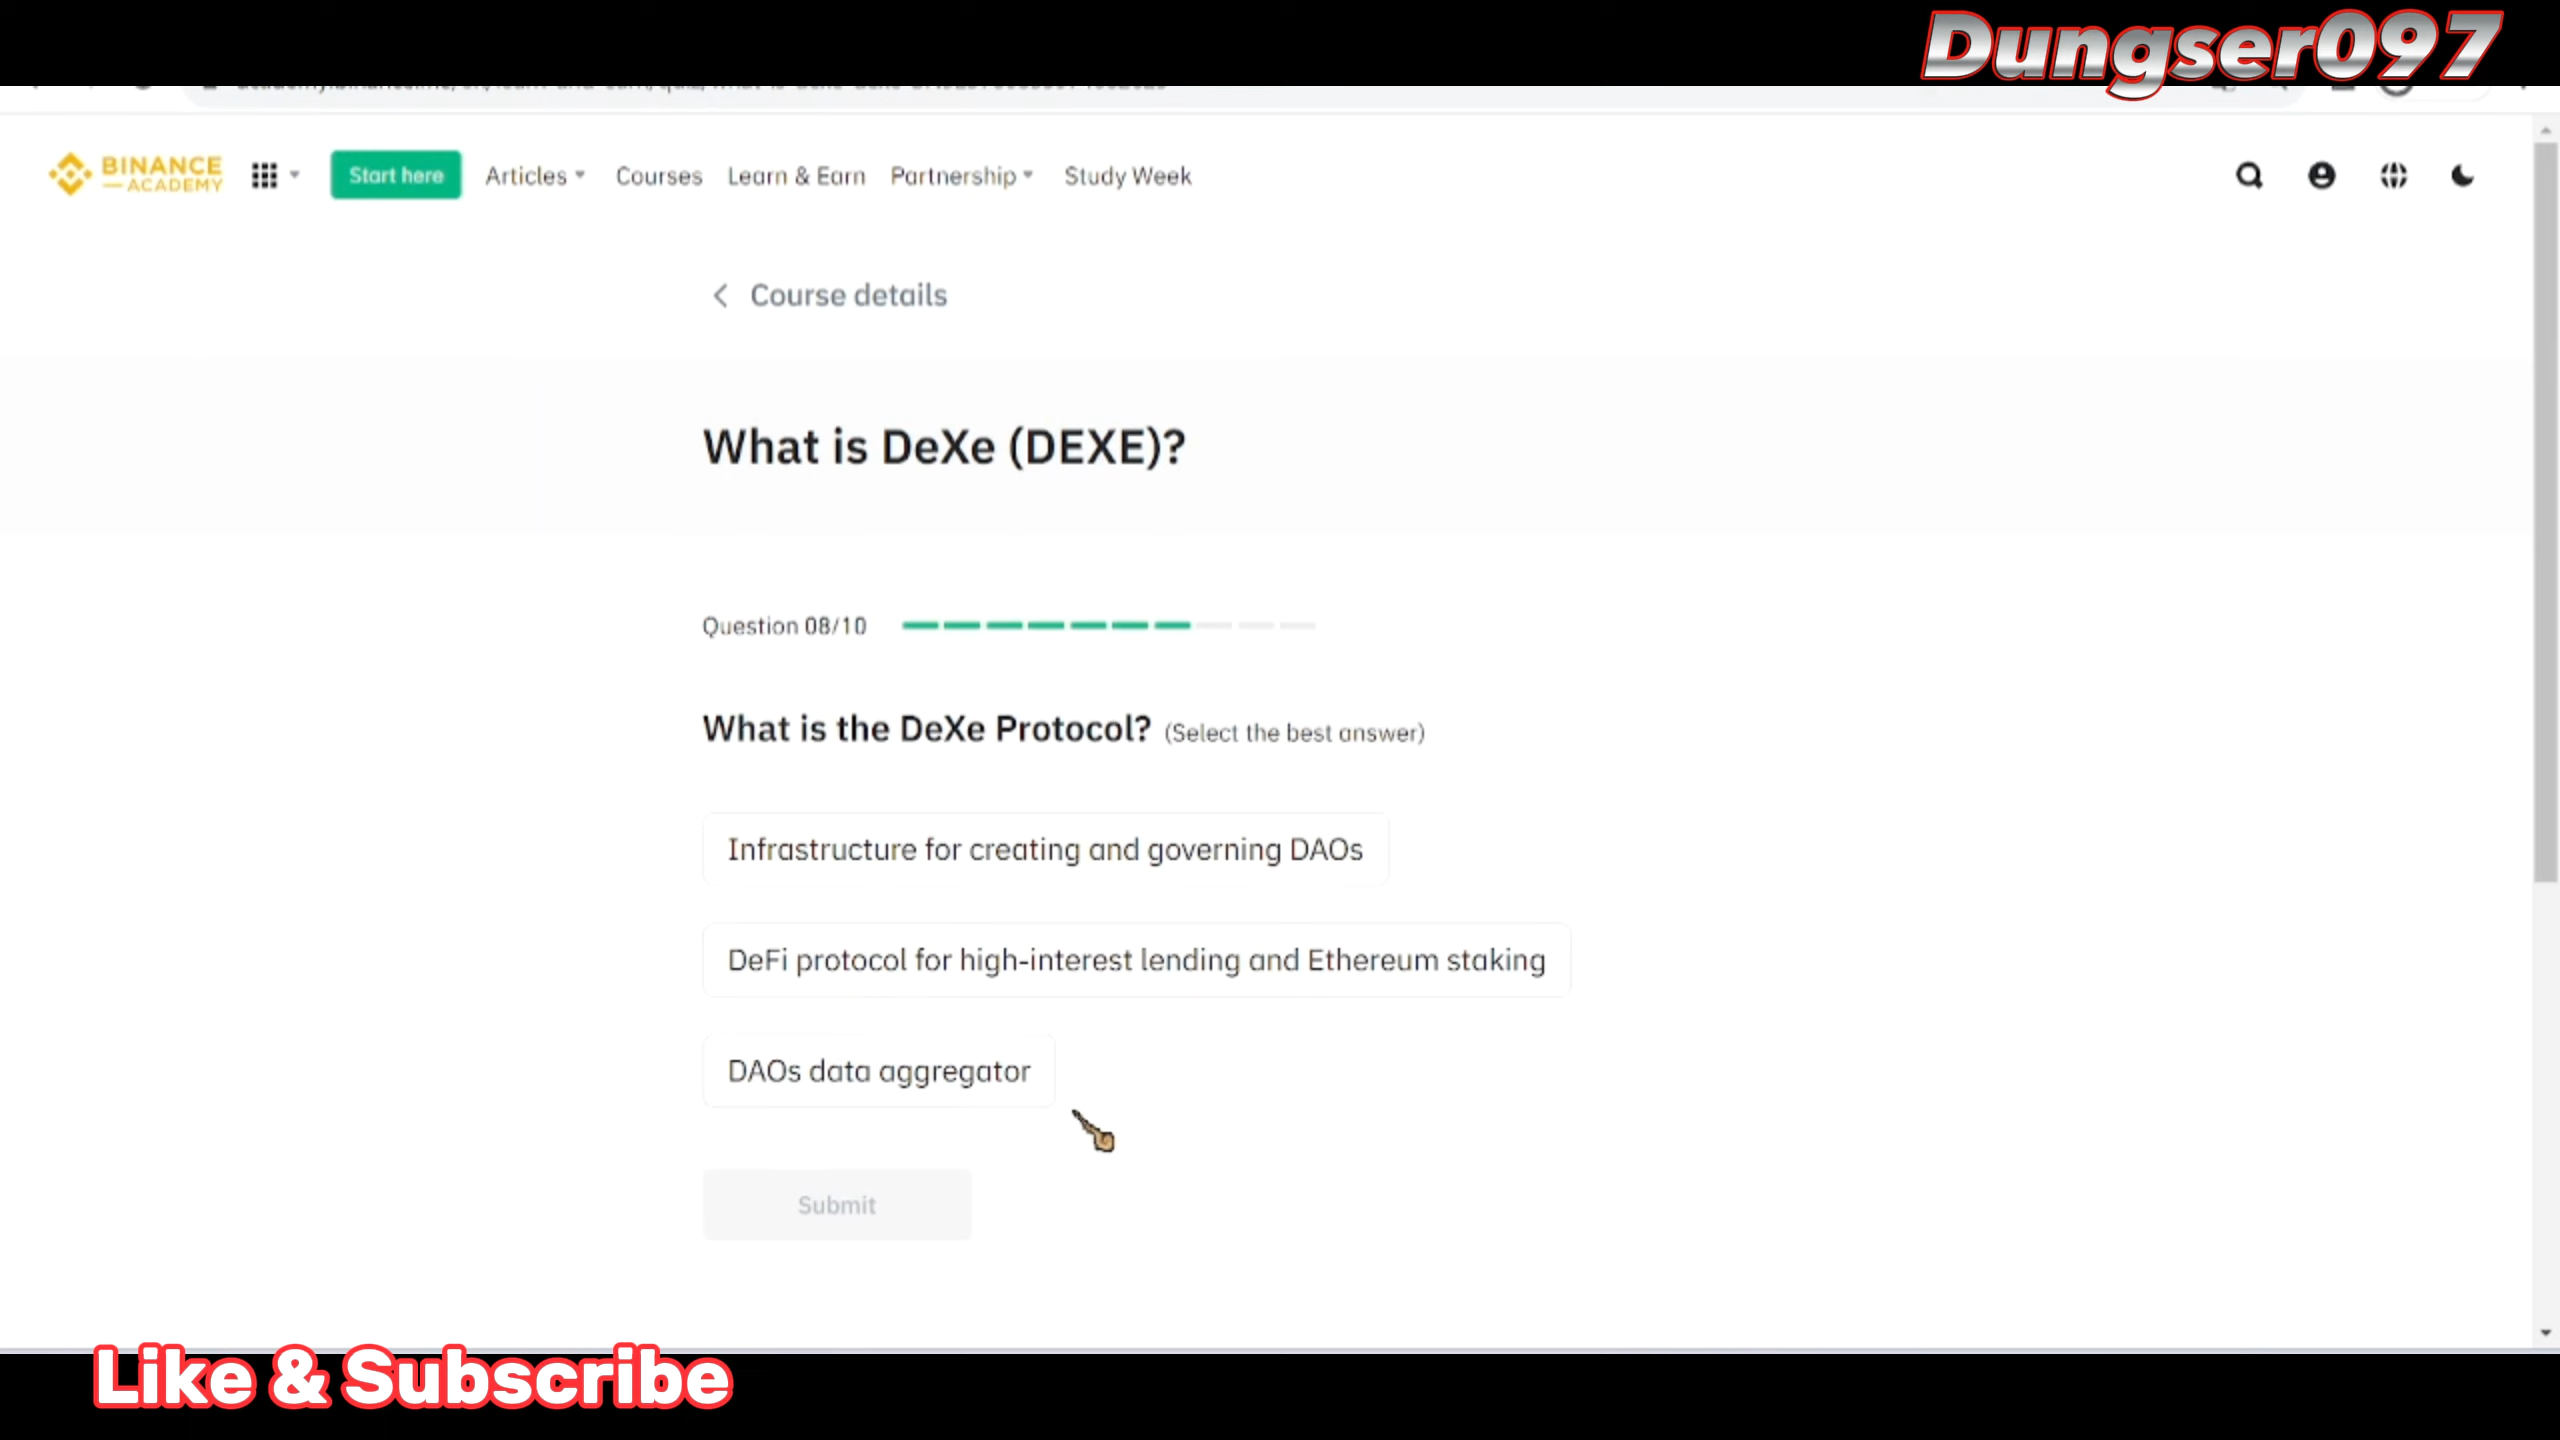 Dungser097
BINANCE
ACADEMY
Start here
Articles
Courses
Learn & Earn
Partnership
Study Week
Course details
What is DeXe (DEXE)?
Question 08/10
What is the DeXe Protocol? (Select the best answer)
Infrastructure for creating and governing DAOs
DeFi protocol for high-interest lending and Ethereum staking
DAOs data aggregator
Submit
Like & Subscribe